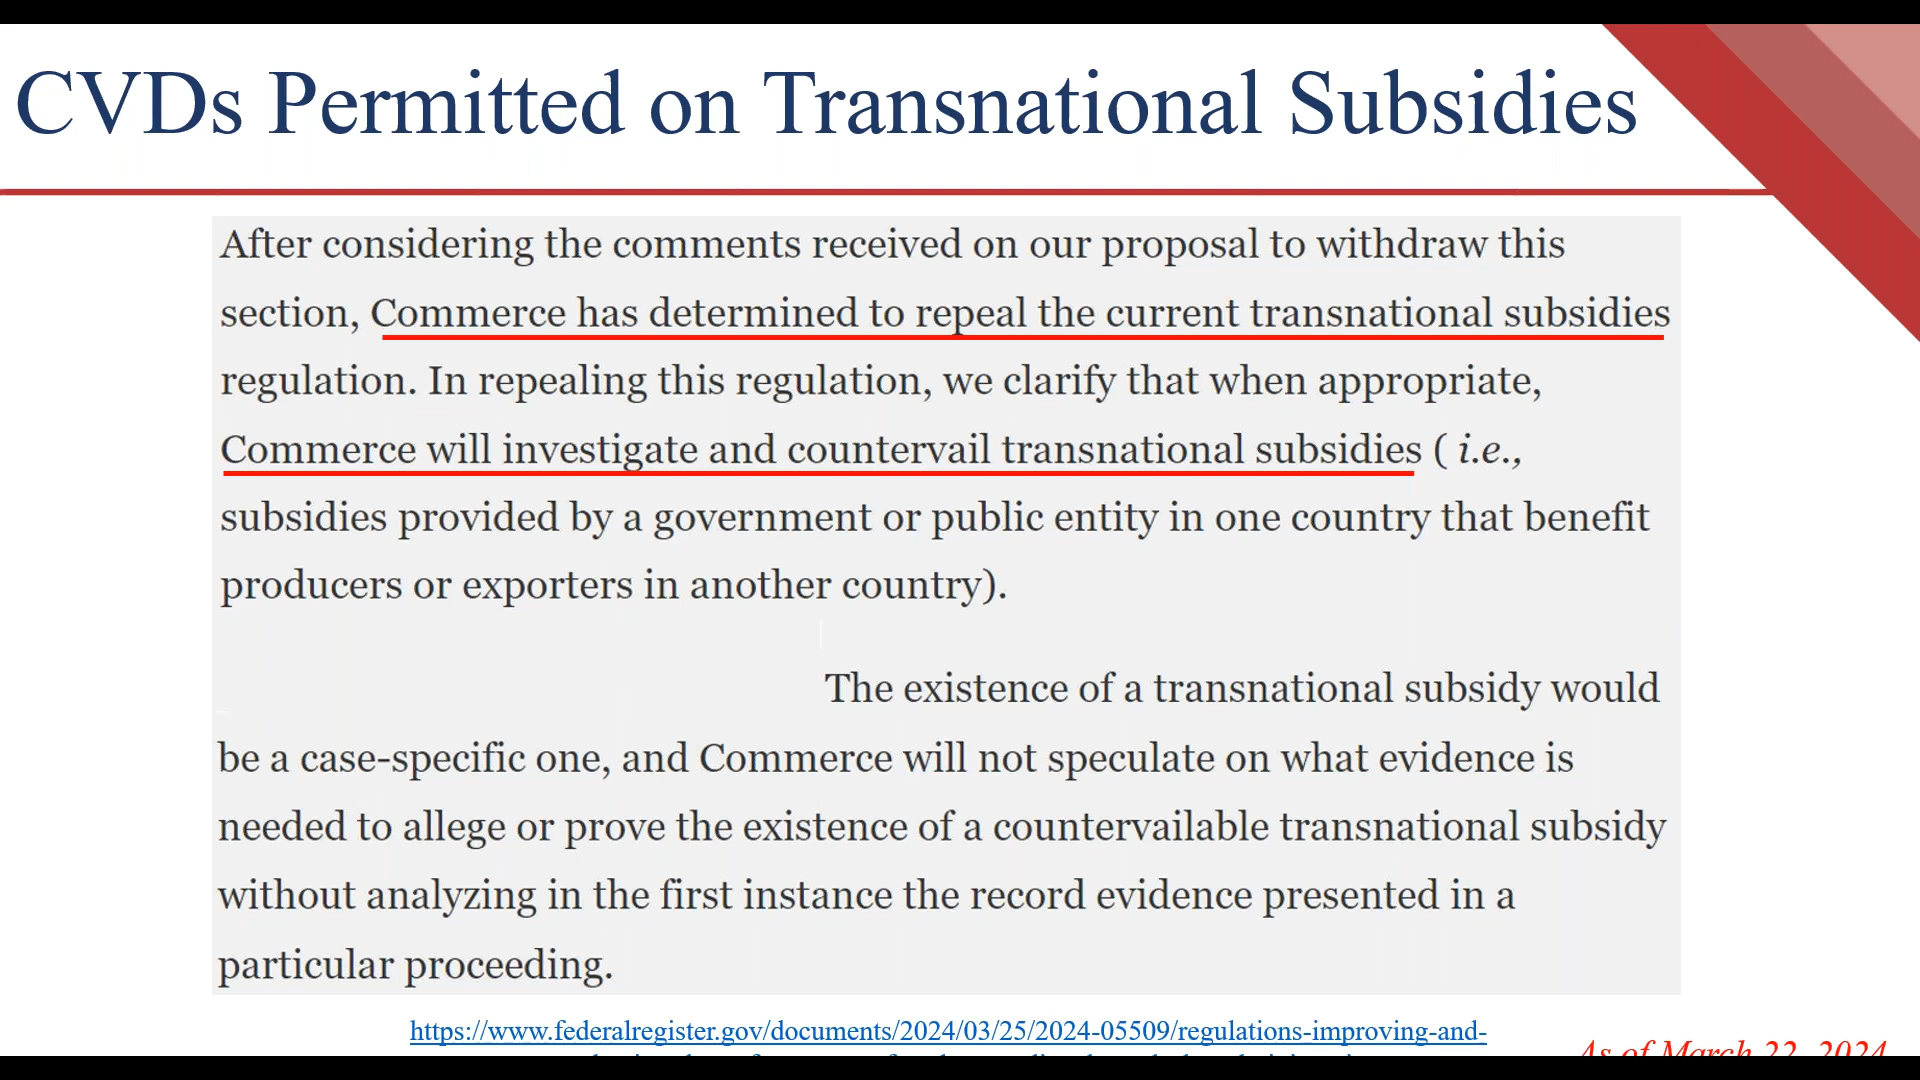 CVDs Permitted on Transnational Subsidies
After considering the comments received on our proposal to withdraw this
section, Commerce has determined to repeal the current transnational subsidies
regulation. In repealing this regulation, we clarify that when appropriate,
Commerce will investigate and countervail transnational subsidies ( i.e.,
subsidies provided by a government or public entity in one country that benefit
producers or exporters in another country).
The existence of a transnational subsidy would
be a case-specific one, and Commerce will not speculate on what evidence is
needed to allege or prove the existence of a countervailable transnational subsidy
without analyzing in the first instance the record evidence presented in a
particular proceeding.
https://www.federalregister.gov/documents/2024/03/25/2024-05509/regulations-improving-and-
As of March 22, 2024